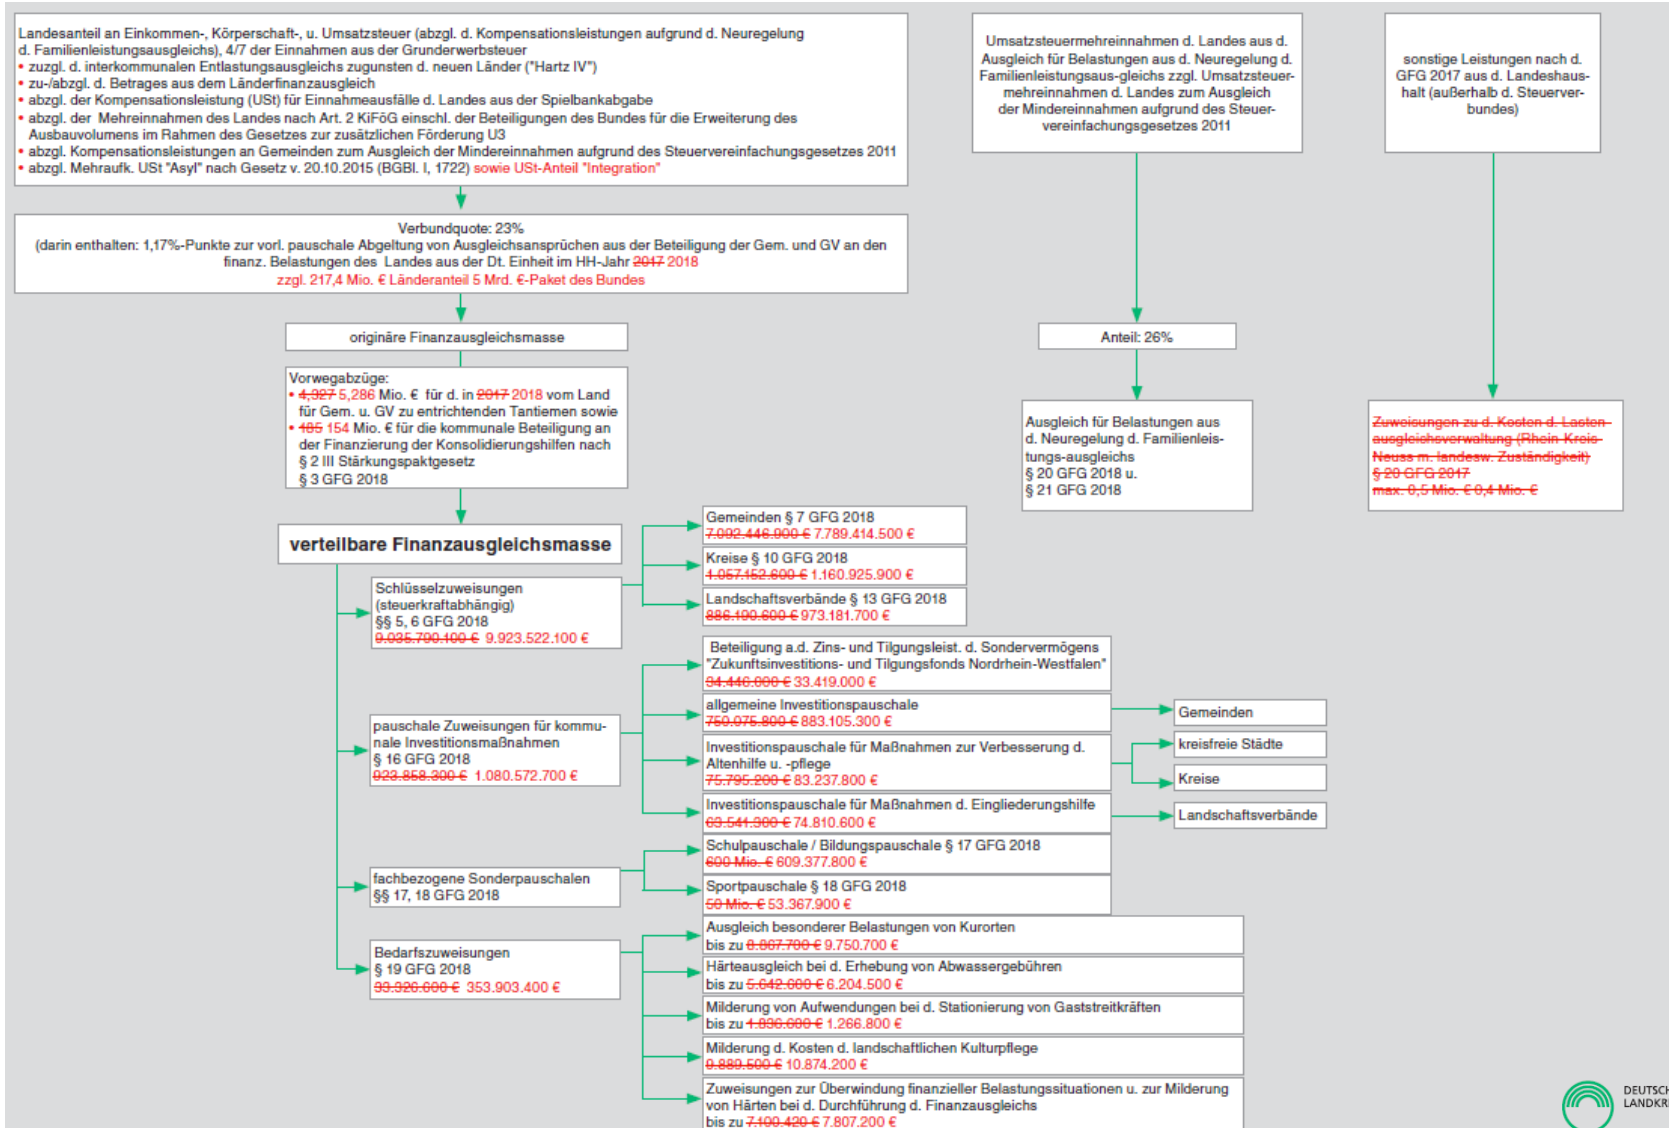 Landesanteil an Einkommen-, Körperschaft-, u. Umsatzsteuer (abzgl. d. Kompensationsleistungen aufgrund d. Neuregelung
d. Familienleistungsausgleichs), 4/7 der Einnahmen aus der Grunderwerbsteuer
• zuzgl. d. interkommunalen Entlastungsausgleichs zugunsten d. neuen Länder ("Hartz IV")
• zu-/abzgl. d. Betrages aus dem Länderfinanzausgleich
• abzgl. der Kompensationsleistung (USt) für Einnahmeausfälle d. Landes aus der Spielbankabgabe
• abzgl. der Mehreinnahmen des Landes nach Art. 2 KiFöG einschl. der Beteiligungen des Bundes für die Erweiterung des
Ausbauvolumens im Rahmen des Gesetzes zur zusätzlichen Förderung U3
• abzgl. Kompensationsleistungen an Gemeinden zum Ausgleich der Mindereinnahmen aufgrund des Steuervereinfachungsgesetzes 2011
• abzgl. Mehraufk. USt "Asyl" nach Gesetz v. 20.10.2015 (BGBl. I, 1722) sowie USt-Anteil "Integration"
Verbundquote: 23%
(darin enthalten: 1,17%-Punkte zur vorl. pauschale Abgeltung von Ausgleichsansprüchen aus der Beteiligung der Gem. und GV an den
finanz. Belastungen des Landes aus der Dt. Einheit im HH-Jahr 2017 2018
zzgl. 217,4 Mio. € Länderanteil 5 Mrd. €-Paket des Bundes
originäre Finanzausgleichsmasse
Vorwegabzüge:
• 4,327 5,286 Mio. € für d. in 2017 2018 vom Land
für Gem. u. GV zu entrichtenden Tantiemen sowie
• 185 154 Mio. € für die kommunale Beteiligung an
der Finanzierung der Konsolidierungshilfen nach
§ 2 III Stärkungspaktgesetz
§ 3 GFG 2018
verteilbare Finanzausgleichsmasse
Schlüsselzuweisungen
(steuerkraftabhängig)
§§ 5, 6 GFG 2018
9.035.790.100 € 9.923.522.100 €
Gemeinden § 7 GFG 2018
7.092.446.900 € 7.789.414.500 €
Kreise § 10 GFG 2018
1.057.152.600 € 1.160.925.900 €
Landschaftsverbände § 13 GFG 2018
886.190.600 € 973.181.700 €
pauschale Zuweisungen für kommu-
nale Investitionsmaßnahmen
§ 16 GFG 2018
923.858.300 € 1.080.572.700 €
Beteiligung a.d. Zins- und Tilgungsleist. d. Sondervermögens
"Zukunftsinvestitions- und Tilgungsfonds Nordrhein-Westfalen"
34.446.000 € 33.419.000 €
allgemeine Investitionspauschale
750.075.800 € 883.105.300 €
Gemeinden
Investitionspauschale für Maßnahmen zur Verbesserung d.
Altenhilfe u. -pflege
75.795.200 € 83.237.800 €
kreisfreie Städte
Kreise
Investitionspauschale für Maßnahmen d. Eingliederungshilfe
63.541.300 € 74.810.600 €
Landschaftsverbände
fachbezogene Sonderpauschalen
§§ 17, 18 GFG 2018
Schulpauschale / Bildungspauschale § 17 GFG 2018
600 Mio. € 609.377.800 €
Sportpauschale § 18 GFG 2018
50 Mio. € 53.367.900 €
Bedarfszuweisungen
§ 19 GFG 2018
33.326.600 € 353.903.400 €
Ausgleich besonderer Belastungen von Kurorten
bis zu 8.867.700 € 9.750.700 €
Härteausgleich bei d. Erhebung von Abwassergebühren
bis zu 5.642.600 € 6.204.500 €
Milderung von Aufwendungen bei d. Stationierung von Gaststreitkräften
bis zu 1.836.600 € 1.266.800 €
Milderung d. Kosten d. landschaftlichen Kulturpflege
9.889.500 € 10.874.200 €
Zuweisungen zur Überwindung finanzieller Belastungssituationen u. zur Milderung
von Härten bei d. Durchführung d. Finanzausgleichs
bis zu 7.100.420 € 7.807.200 €
Umsatzsteuermehreinnahmen d. Landes aus d.
Ausgleich für Belastungen aus d. Neuregelung d.
Familienleistungsaus-gleichs zzgl. Umsatzsteuer-
mehreinnahmen d. Landes zum Ausgleich
der Mindereinnahmen aufgrund des Steuer-
vereinfachungsgesetzes 2011
Anteil: 26%
Ausgleich für Belastungen aus
d. Neuregelung d. Familienleis-
tungs-ausgleichs
§ 20 GFG 2018 u.
§ 21 GFG 2018
sonstige Leistungen nach d.
GFG 2017 aus d. Landeshaus-
halt (außerhalb d. Steuerver-
bundes)
Zuweisungen zu d. Kosten d. Lasten-
ausgleichsverwaltung (Rhein-Kreis-
Neuss m. landesw. Zuständigkeit)
§ 20 GFG 2017
max. 0,5 Mio. € 0,4 Mio. €
DEUTSCH
LANDKR